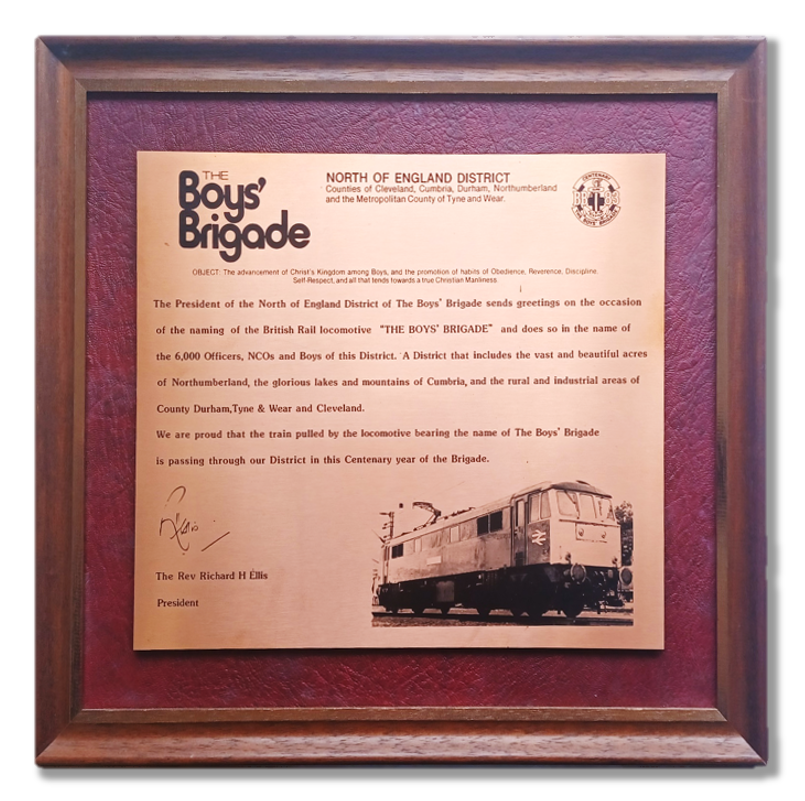 THE
Boys'
Brigade
NORTH OF ENGLAND DISTRICT
Counties of Cleveland, Cumbria, Durham, Northumberland
and the Metropolitan County of Tyne and Wear.
CENTENARY
THE BOYS' BRIGADE
OBJECT: The advancement of Christ's Kingdom among Boys, and the promotion of habits of Obedience, Reverence, Discipline,
Self-Respect, and all that tends towards a true Christian Manliness.
The President of the North of England District of The Boys' Brigade sends greetings on the occasion
of the naming of the British Rail locomotive "THE BOYS' BRIGADE" and does so in the name of
the 6,000 Officers, NCOs and Boys of this District. A District that includes the vast and beautiful acres
of Northumberland, the glorious lakes and mountains of Cumbria, and the rural and industrial areas of
County Durham,Tyne & Wear and Cleveland.
We are proud that the train pulled by the locomotive bearing the name of The Boys' Brigade
is passing through our District in this Centenary year of the Brigade.
The Rev Richard H Ellis
President